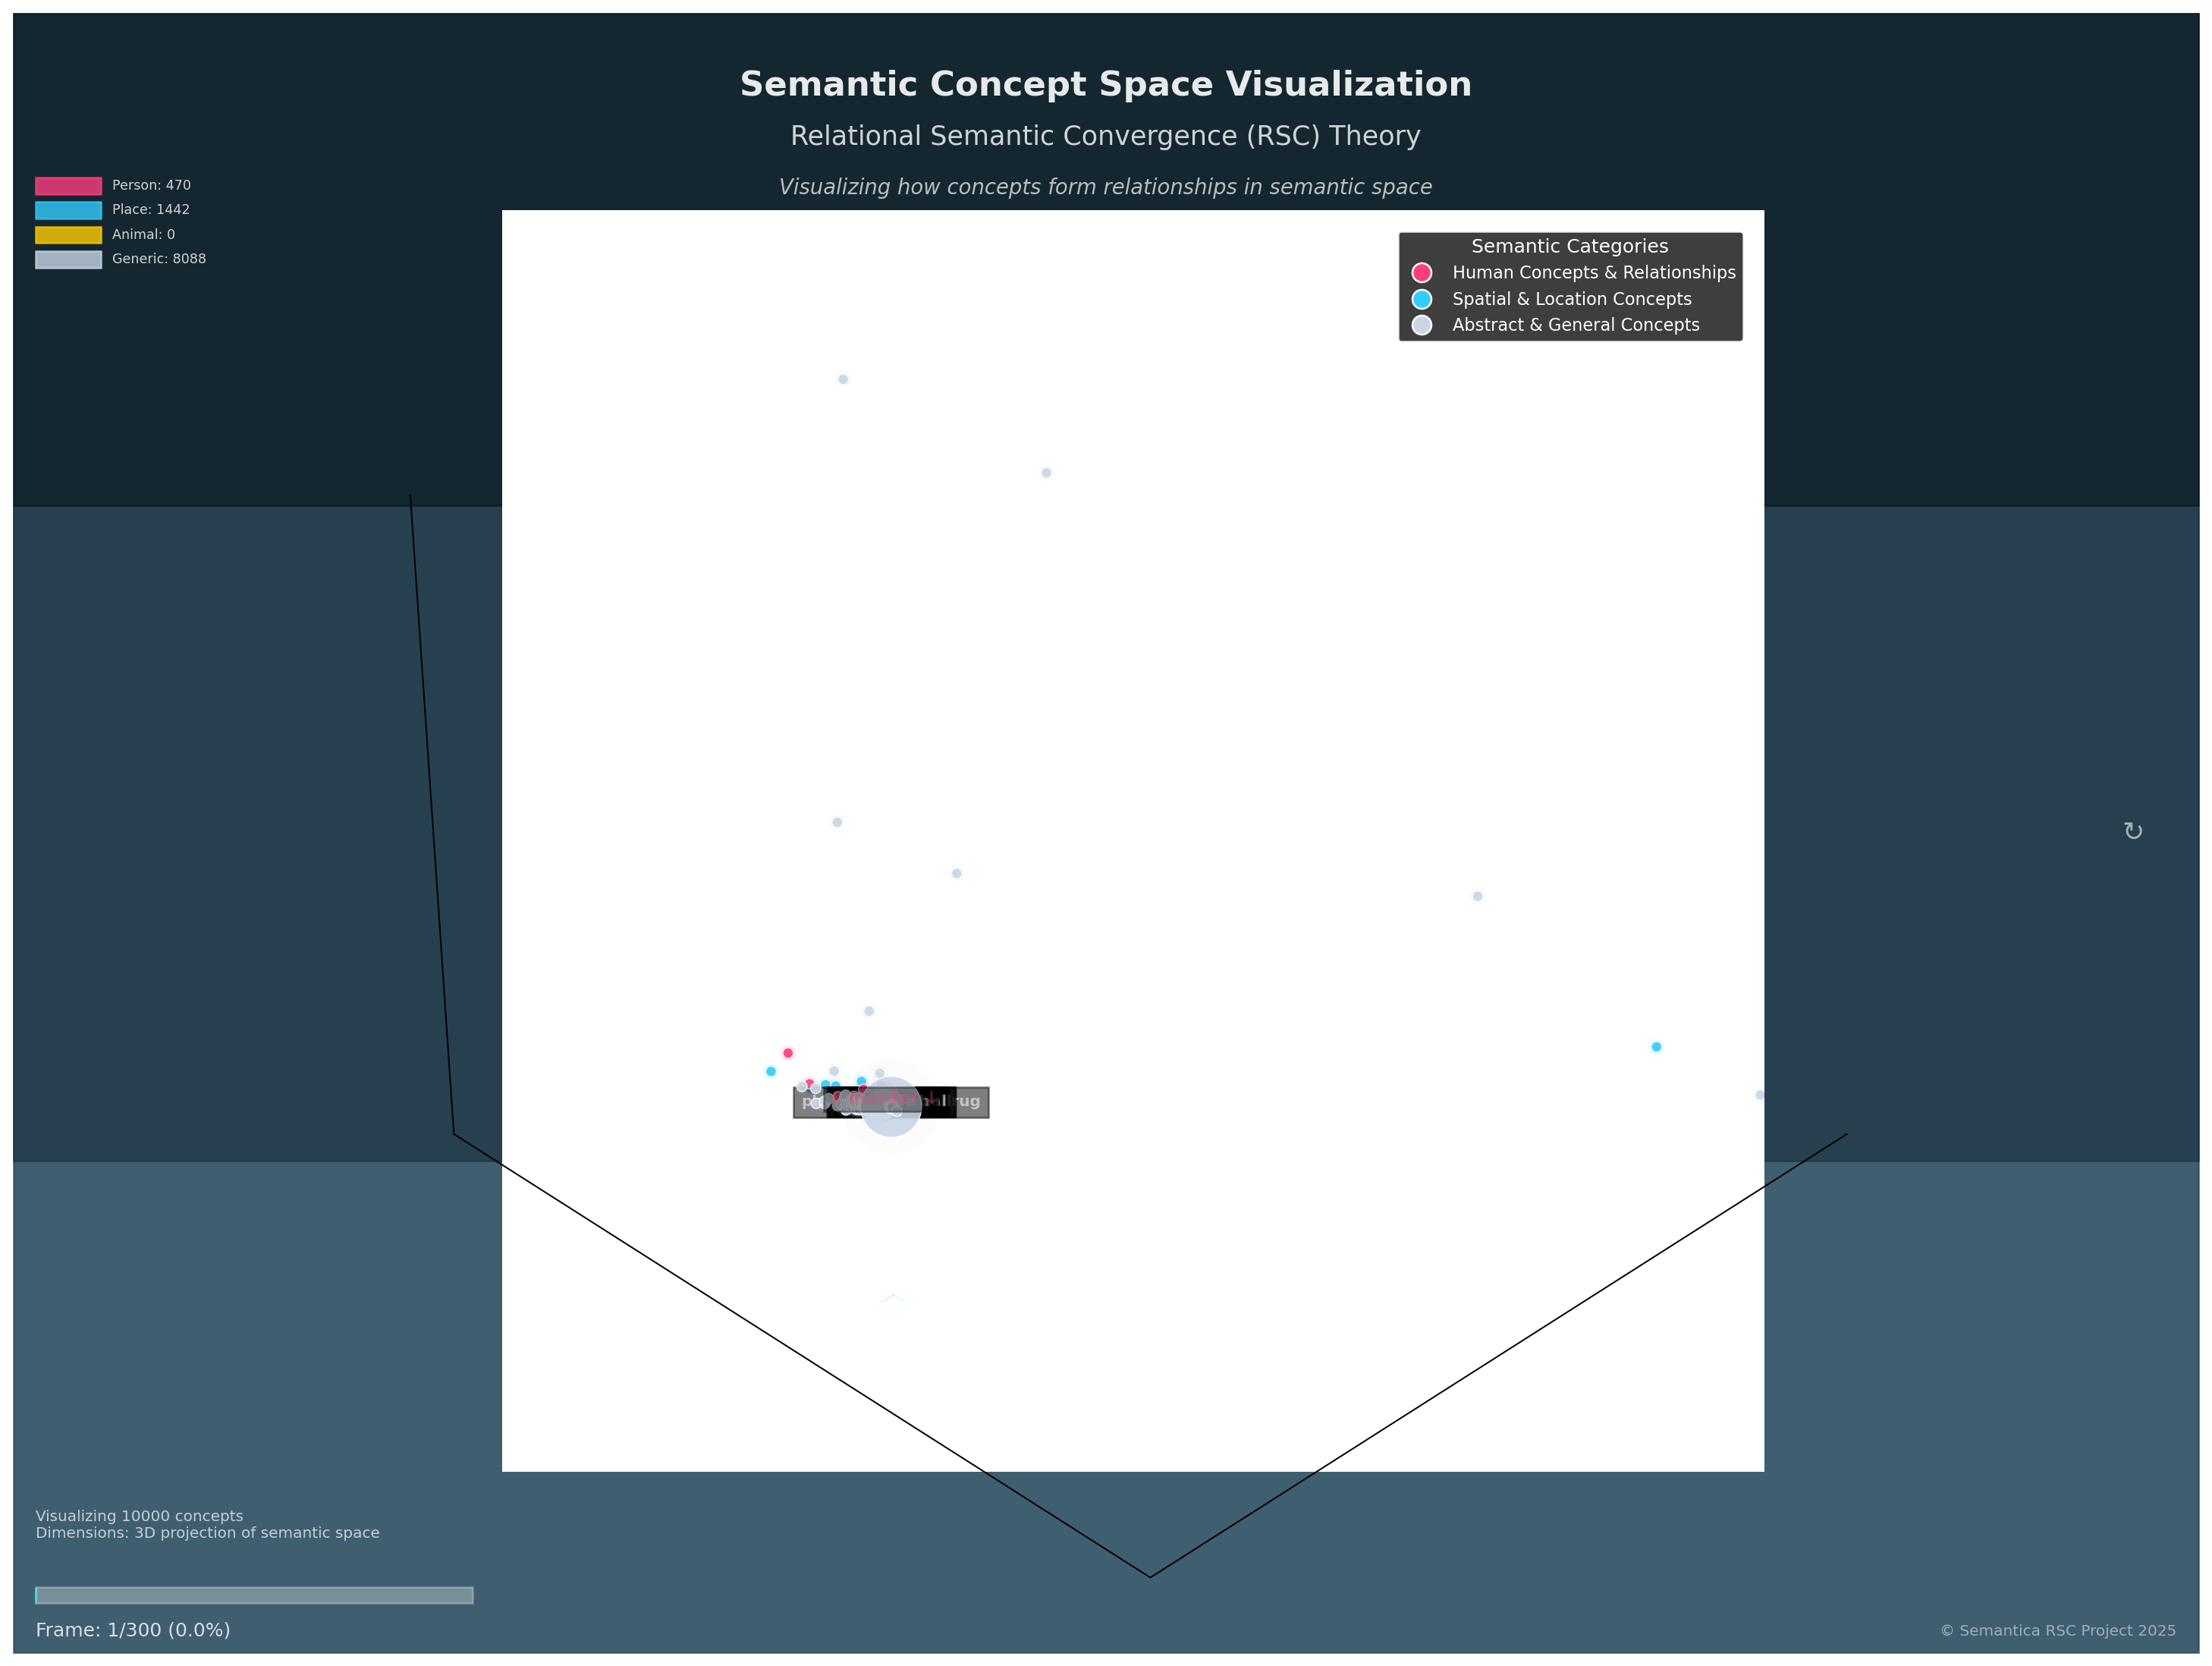 Semantic Concept Space Visualization
Relational Semantic Convergence (RSC) Theory
Visualizing how concepts form relationships in semantic space
Person: 470
Place: 1442
Animal: 0
Generic: 8088
Semantic Categories
Human Concepts & Relationships
Spatial & Location Concepts
Abstract & General Concepts
murder ↓
↻
Visualizing 10000 concepts
Dimensions: 3D projection of semantic space
Frame: 1/300 (0.0%)
© Semantica RSC Project 2025